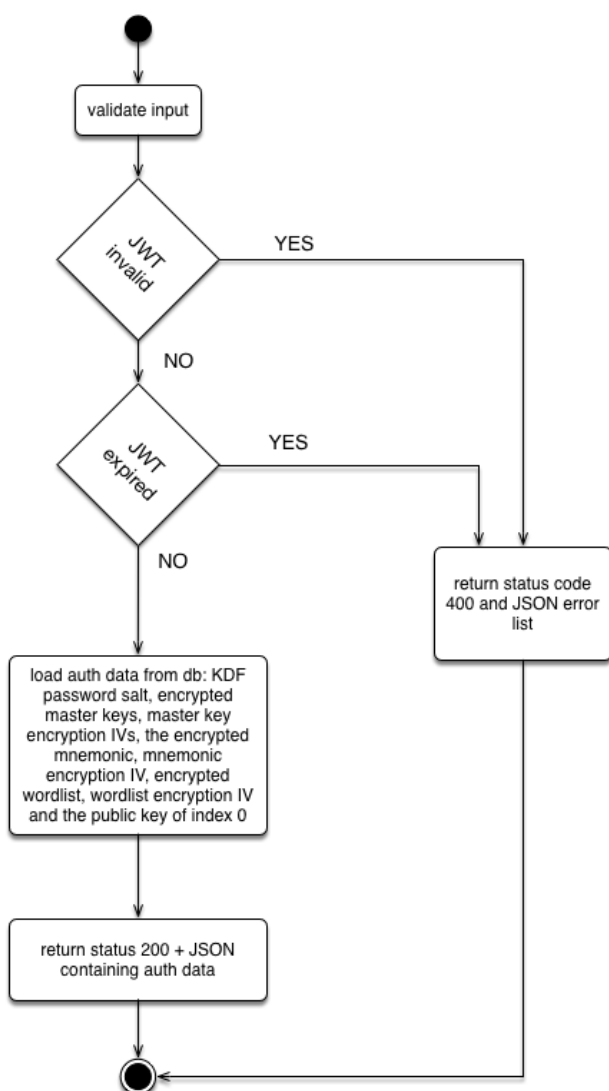 validate input
JWT
invalid
YES
NO
JWT
expired
YES
NO
return status code
400 and JSON error
list
load auth data from db: KDF
password salt, encrypted
master keys, master key
encryption IVs, the encrypted
mnemonic, mnemonic
encryption IV, encrypted
wordlist, wordlist encryption IV
and the public key of index 0
return status 200 + JSON
containing auth data